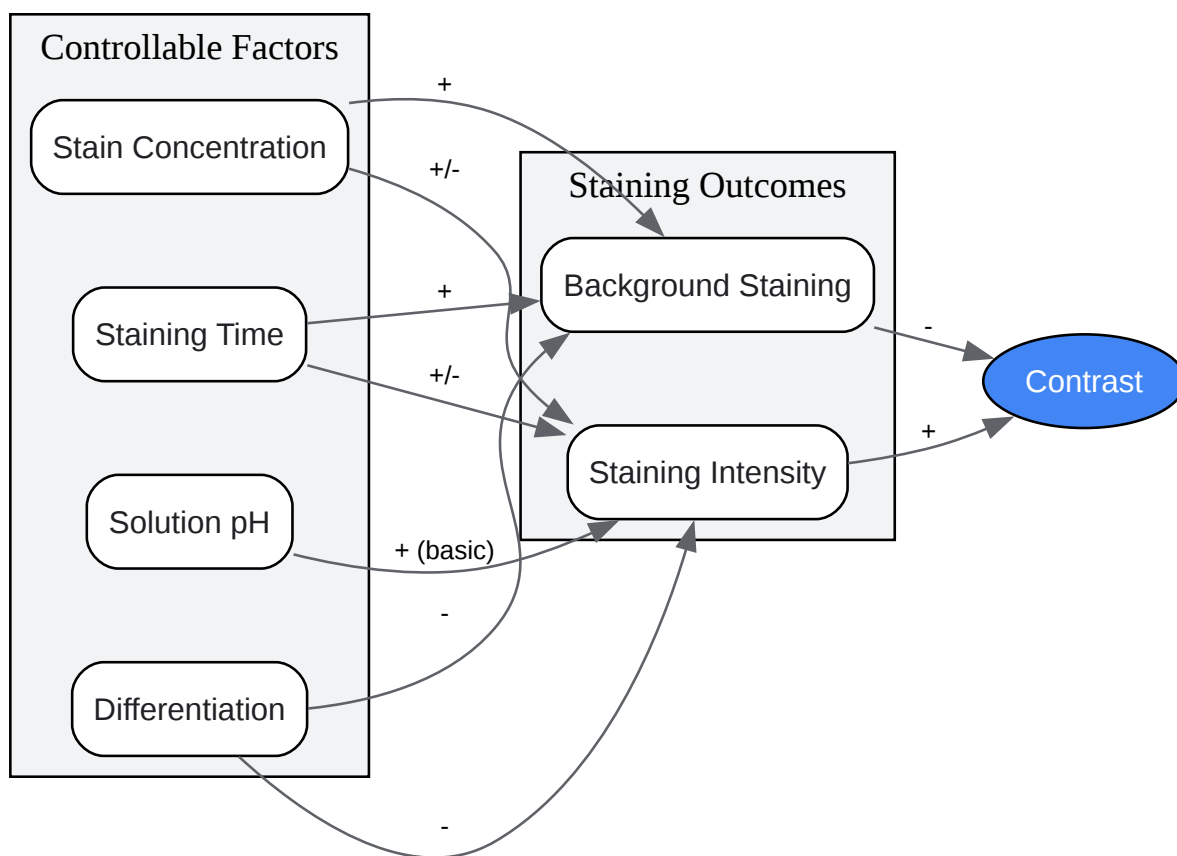 Controllable Factors
Stain Concentration
Staining Time
Solution pH
Differentiation
+
+/-
+
+/-
+ (basic)
-
-
Staining Outcomes
Background Staining
Staining Intensity
-
+
Contrast